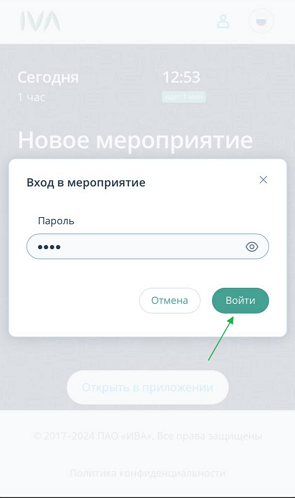 IVA
Сегодня
12:53
1 час
Новое мероприятие
Вход в мероприятие
Пароль
••••
Отмена
Войти
Открыть в приложении
© 2017–2024 ПАО «ИВА». Все права защищены
Политика конфиденциальности